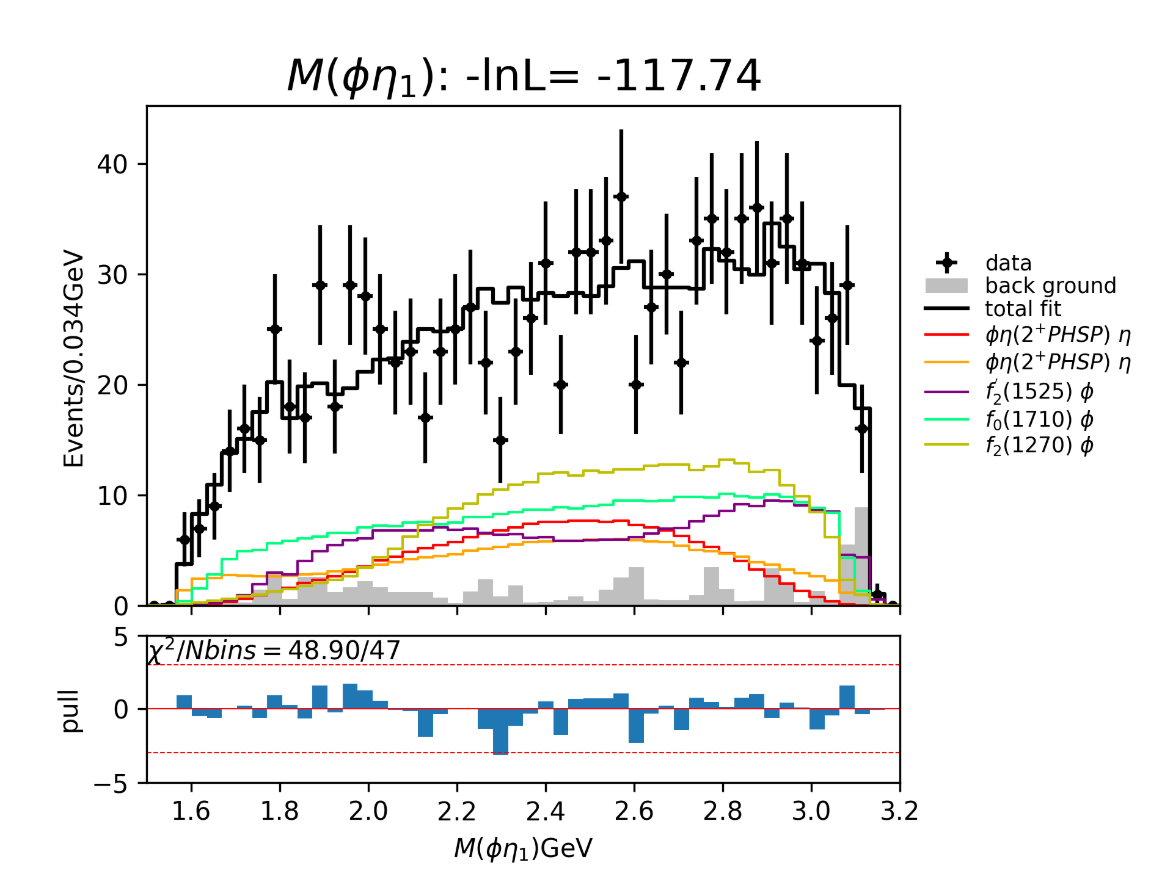 M(ϕη₁): -lnL= -117.74
Events/0.034GeV
40
30
20
10
0
data
back ground
total fit
ϕη(2⁺PHSP) η
ϕη(2⁺PHSP) η
f₂′(1525) ϕ
f₀(1710) ϕ
f₂(1270) ϕ
χ²/Nbins = 48.90/47
pull
5
0
−5
1.6 1.8 2.0 2.2 2.4 2.6 2.8 3.0 3.2
M(ϕη₁)GeV